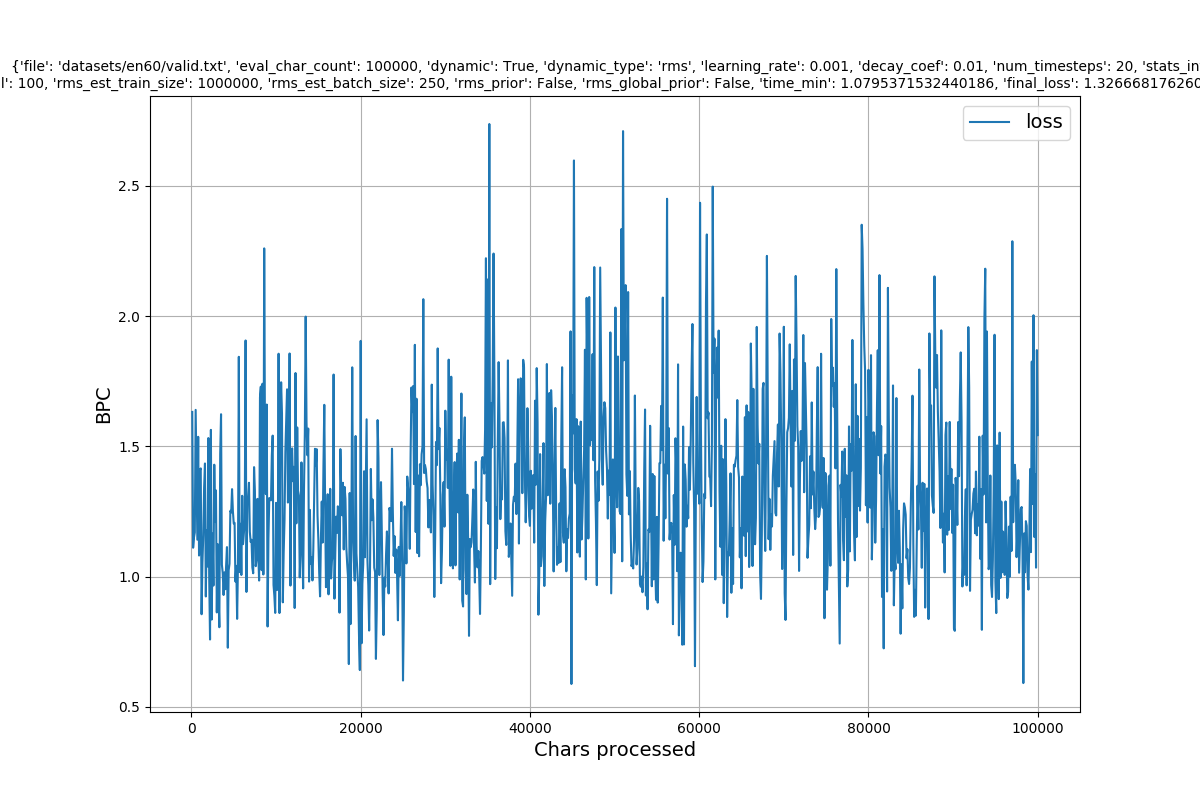 {'file': 'datasets/en60/valid.txt', 'eval_char_count': 100000, 'dynamic': True, 'dynamic_type': 'rms', 'learning_rate': 0.001, 'decay_coef': 0.01, 'num_timesteps': 20, 'stats_in
l': 100, 'rms_est_train_size': 1000000, 'rms_est_batch_size': 250, 'rms_prior': False, 'rms_global_prior': False, 'time_min': 1.0795371532440186, 'final_loss': 1.326668176260
loss
2.5
2.0
1.5
1.0
0.5
BPC
0 20000 40000 60000 80000 100000
Chars processed